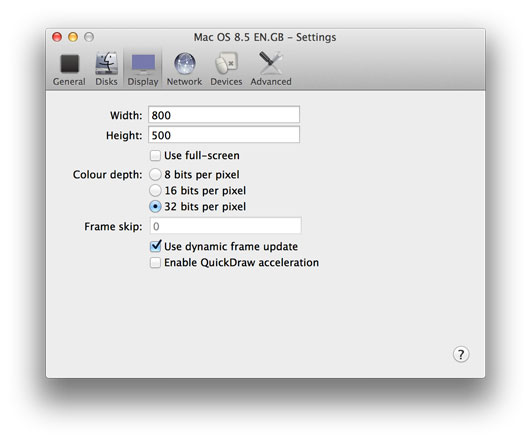 Mac OS 8.5 EN.GB – Settings
General Disks Display Network Devices Advanced
Width: 800
Height: 500
Use full-screen
Colour depth: 8 bits per pixel
16 bits per pixel
32 bits per pixel
Frame skip: 0
Use dynamic frame update
Enable QuickDraw acceleration
?